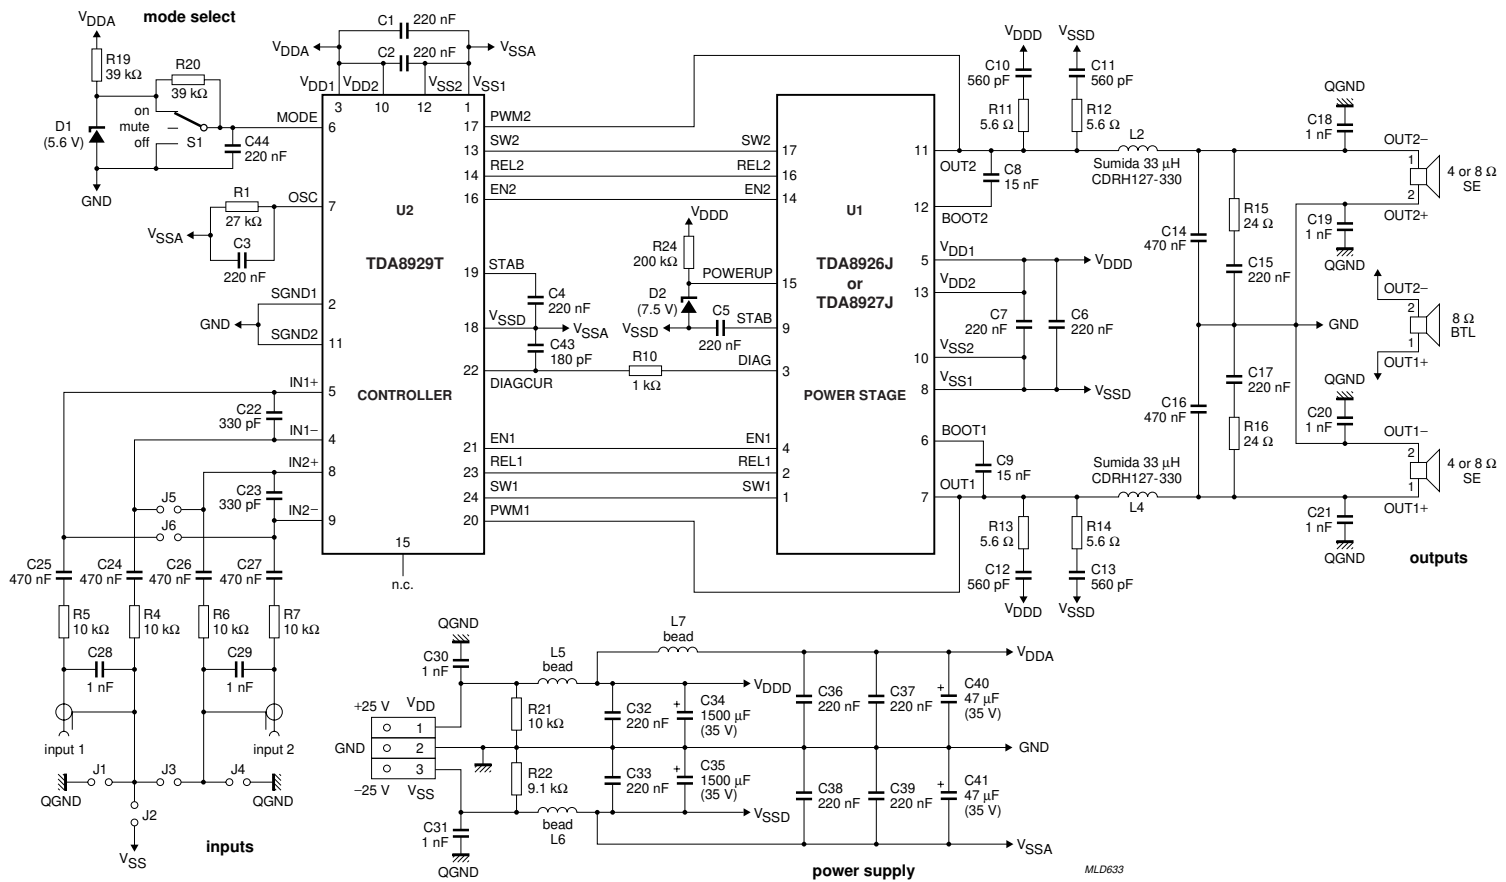 mode select
VDDA
R19
39 kΩ
R20
39 kΩ
on
mute
off
S1
D1
(5.6 V)
C44
220 nF
GND
MODE
6
C1
220 nF
VDDA
C2
220 nF
VSSA
VDD1
VDD2
VSS2
VSS1
3
10
12
1
R1
27 kΩ
OSC
7
VSSA
C3
220 nF
SGND1
2
GND
SGND2
11
IN1+
5
C22
330 pF
IN1−
4
IN2+
8
C23
330 pF
IN2−
9
J5
J6
U2
TDA8929T
CONTROLLER
15
n.c.
17
PWM2
13
SW2
14
REL2
16
EN2
19
STAB
C4
220 nF
18
VSSD
VSSA
C43
180 pF
22
DIAGCUR
R10
1 kΩ
21
EN1
23
REL1
24
SW1
20
PWM1
VDDD
R24
200 kΩ
POWERUP
15
D2
(7.5 V)
VSSD
C5
220 nF
STAB
9
DIAG
3
SW2
17
REL2
16
EN2
14
EN1
4
REL1
2
SW1
1
U1
TDA8926J
or
TDA8927J
POWER STAGE
11
OUT2
C8
15 nF
12
BOOT2
5
VDD1
VDDD
13
VDD2
C7
220 nF
C6
220 nF
10
VSS2
8
VSS1
VSSD
6
BOOT1
C9
15 nF
7
OUT1
VDDD
C10
560 pF
R11
5.6 Ω
VSSD
C11
560 pF
R12
5.6 Ω
L2
Sumida 33 µH
CDRH127-330
R13
5.6 Ω
C12
560 pF
VDDD
R14
5.6 Ω
C13
560 pF
VSSD
Sumida 33 µH
CDRH127-330
L4
C14
470 nF
R15
24 Ω
C15
220 nF
C16
470 nF
C17
220 nF
R16
24 Ω
GND
QGND
C18
1 nF
OUT2−
1
2
4 or 8 Ω
SE
C19
1 nF
OUT2+
QGND
OUT2−
2
1
8 Ω
BTL
OUT1+
QGND
C20
1 nF
OUT1−
2
1
4 or 8 Ω
SE
OUT1+
C21
1 nF
QGND
outputs
C25
470 nF
C24
470 nF
C26
470 nF
C27
470 nF
R5
10 kΩ
R4
10 kΩ
R6
10 kΩ
R7
10 kΩ
C28
1 nF
C29
1 nF
input 1
input 2
J1
J3
J4
QGND
QGND
J2
VSS
inputs
QGND
C30
1 nF
L5
bead
L7
bead
VDDA
VDDD
+25 V
VDD
1
GND
2
3
−25 V
VSS
R21
10 kΩ
R22
9.1 kΩ
C32
220 nF
+
C34
1500 µF
(35 V)
C36
220 nF
C37
220 nF
+
C40
47 µF
(35 V)
GND
C33
220 nF
+
C35
1500 µF
(35 V)
C38
220 nF
C39
220 nF
+
C41
47 µF
(35 V)
VSSD
C31
1 nF
QGND
bead
L6
VSSA
power supply
MLD633